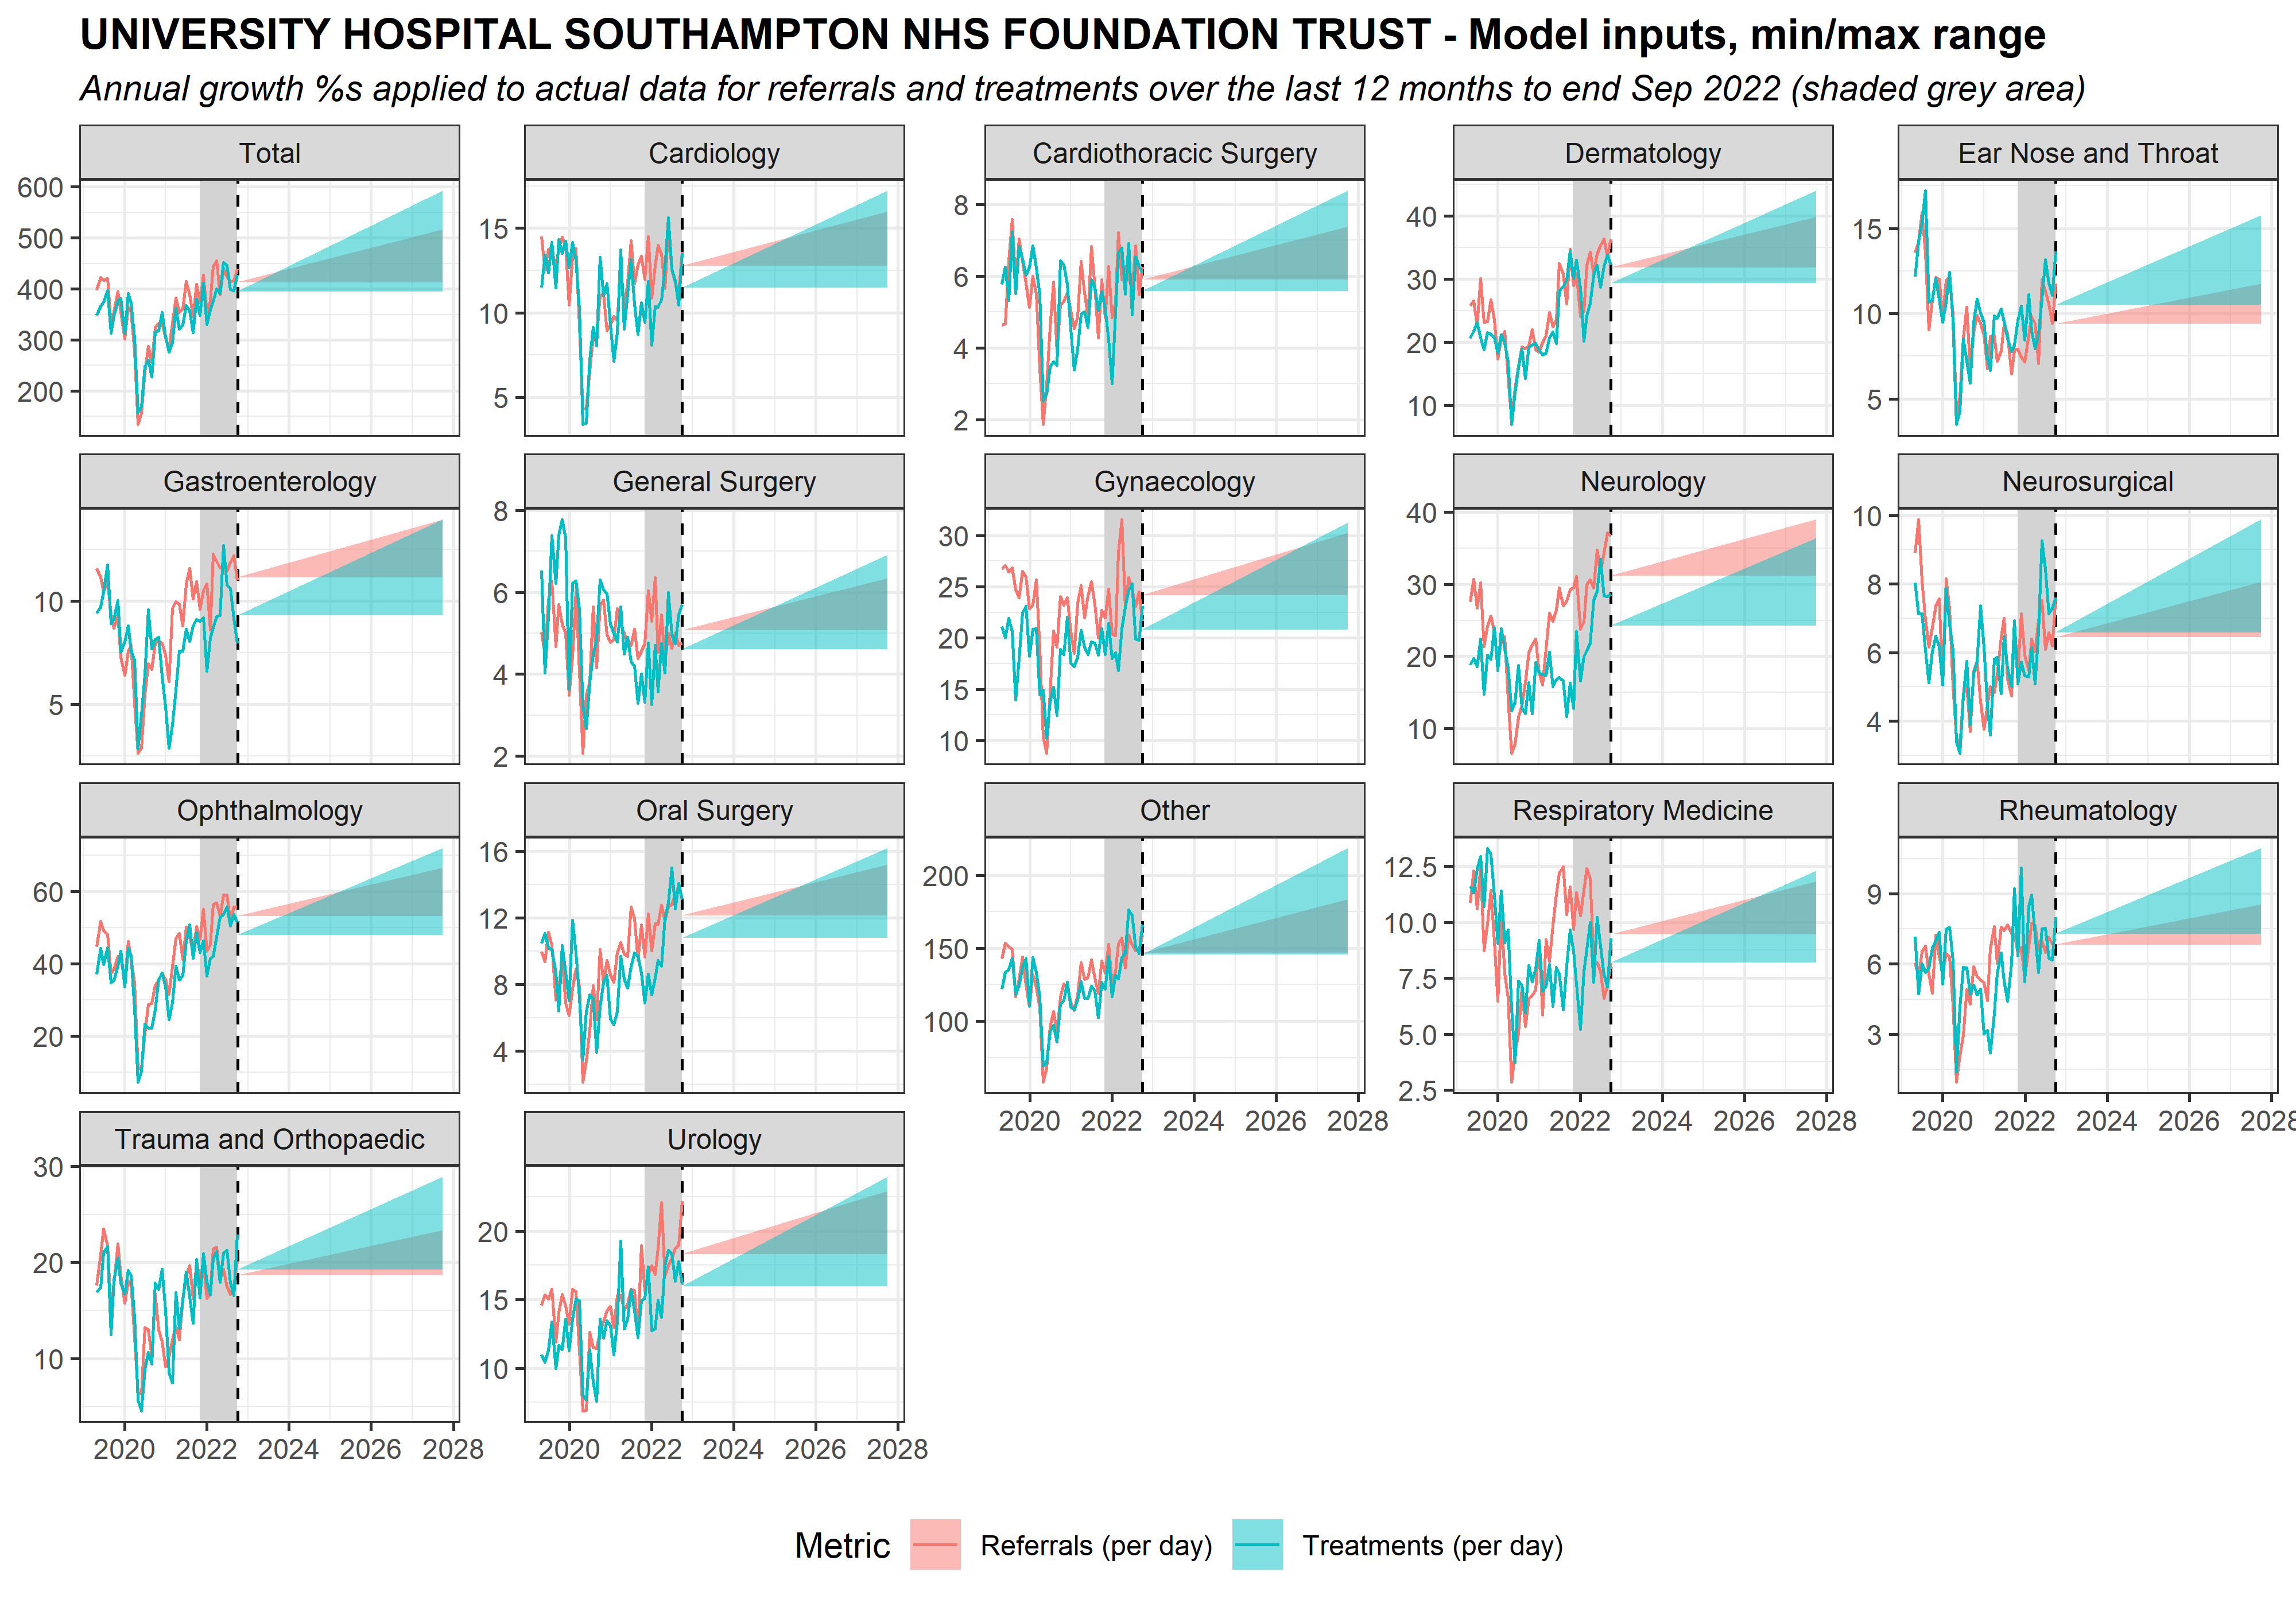 UNIVERSITY HOSPITAL SOUTHAMPTON NHS FOUNDATION TRUST - Model inputs, min/max range
Annual growth %s applied to actual data for referrals and treatments over the last 12 months to end Sep 2022 (shaded grey area)
Total
600
500
400
300
200
Cardiology
15
10
5
Cardiothoracic Surgery
8
6
4
2
Dermatology
40
30
20
10
Ear Nose and Throat
15
10
5
Gastroenterology
10
5
General Surgery
8
6
4
2
Gynaecology
30
25
20
15
10
Neurology
40
30
20
10
Neurosurgical
10
8
6
4
Ophthalmology
60
40
20
Oral Surgery
16
12
8
4
Other
200
150
100
2020 2022 2024 2026 2028
Respiratory Medicine
12.5
10.0
7.5
5.0
2.5
2020 2022 2024 2026 2028
Rheumatology
9
6
3
2020 2022 2024 2026 2028
Trauma and Orthopaedic
30
20
10
2020 2022 2024 2026 2028
Urology
20
15
10
2020 2022 2024 2026 2028
Metric Referrals (per day) Treatments (per day)